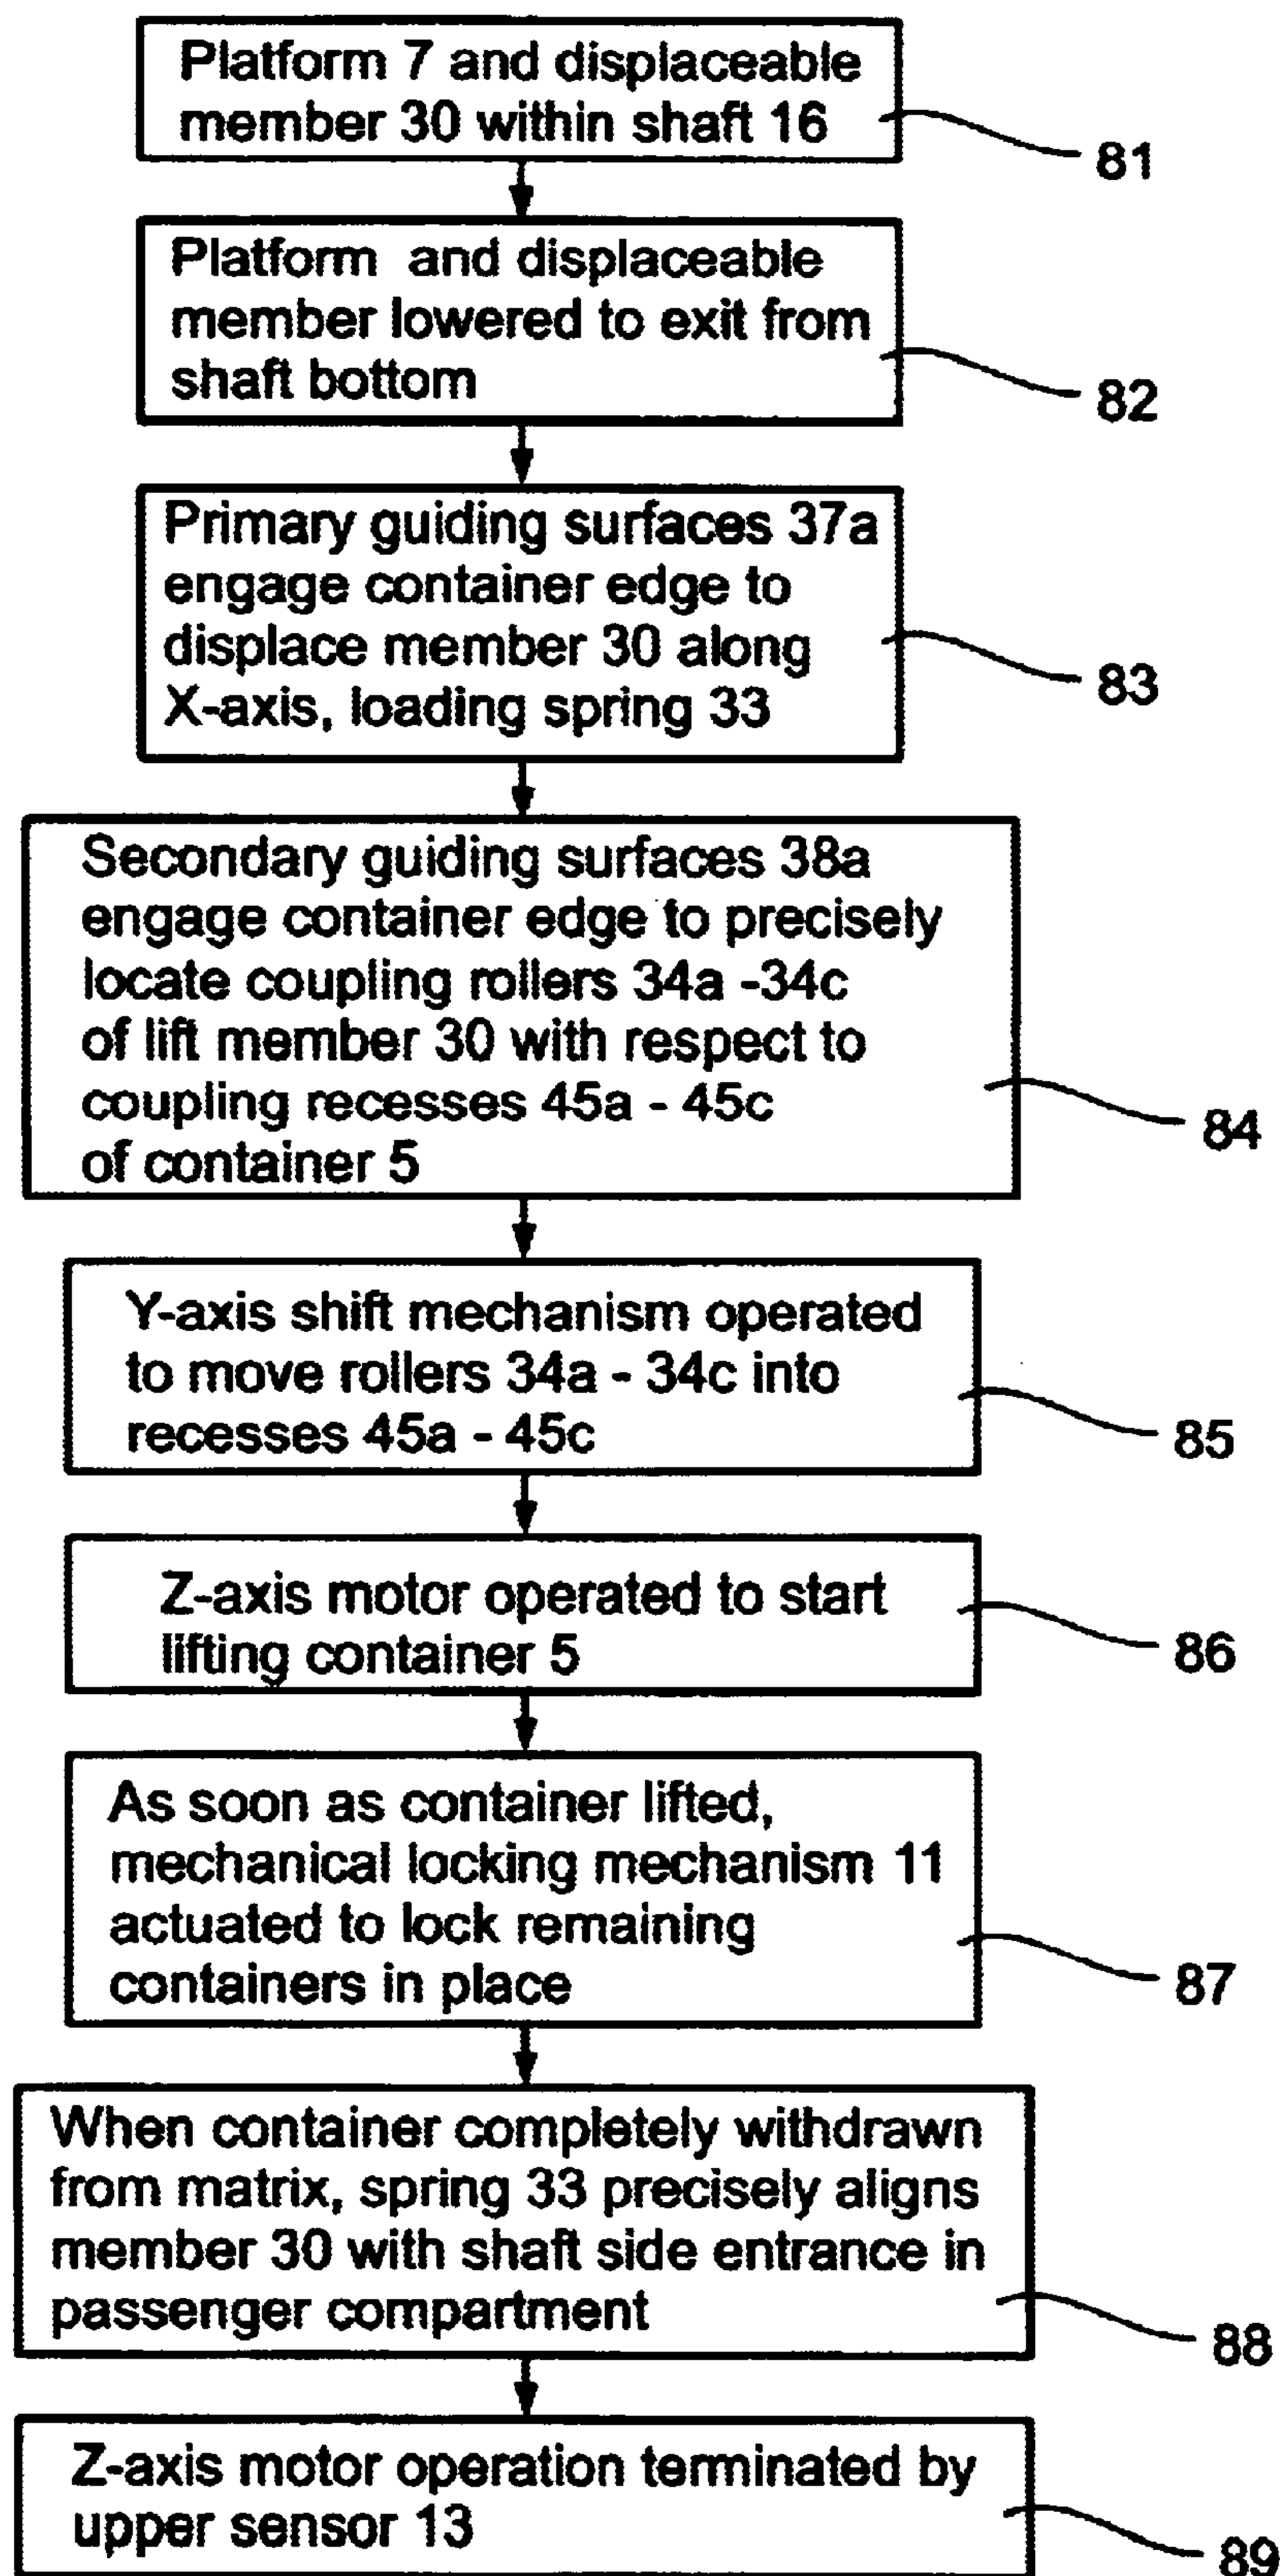 Platform 7 and displaceable
member 30 within shaft 16
81
Platform and displaceable
member lowered to exit from
shaft bottom
82
Primary guiding surfaces 37a
engage container edge to
displace member 30 along
X-axis, loading spring 33
83
Secondary guiding surfaces 38a
engage container edge to precisely
locate coupling rollers 34a -34c
of lift member 30 with respect to
coupling recesses 45a - 45c
of container 5
84
Y-axis shift mechanism operated
to move rollers 34a - 34c into
recesses 45a - 45c
85
Z-axis motor operated to start
lifting container 5
86
As soon as container lifted,
mechanical locking mechanism 11
actuated to lock remaining
containers in place
87
When container completely withdrawn
from matrix, spring 33 precisely aligns
member 30 with shaft side entrance in
passenger compartment
88
Z-axis motor operation terminated by
upper sensor 13
89